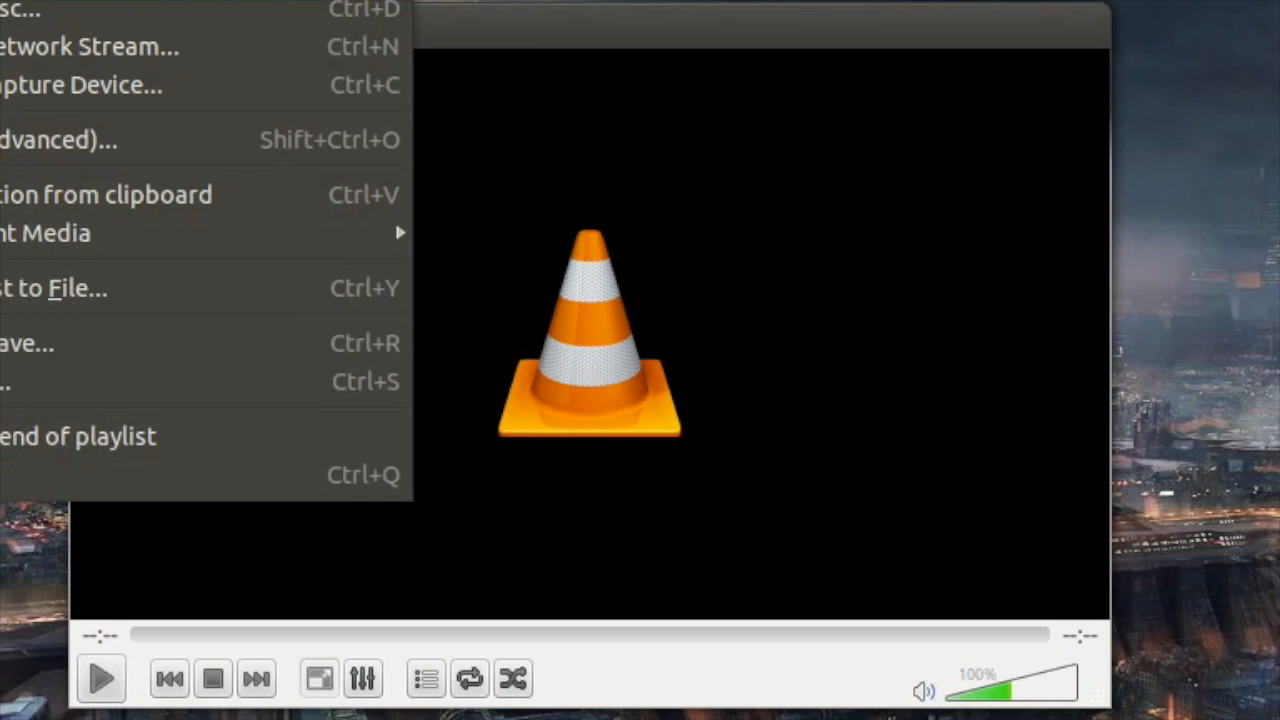 sc... Ctrl+D
etwork Stream... Ctrl+N
pture Device... Ctrl+C
dvanced)... Shift+Ctrl+O
tion from clipboard Ctrl+V
nt Media
st to File... Ctrl+Y
ave... Ctrl+R
.. Ctrl+S
end of playlist
Ctrl+Q
--:-- --:--
100%